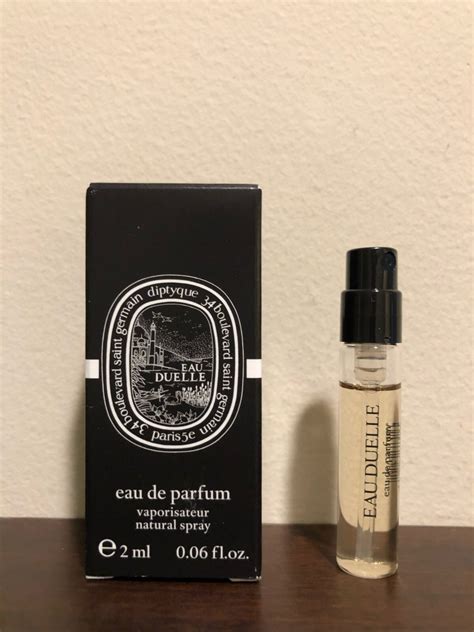 34 boulevard saint germain diptyque 34 boulevard saint germain
paris 5e
EAU
DUELLE
eau de parfum
vaporisateur
natural spray
e 2 ml 0.06 fl.oz.
EAU DUELLE
eau de parfum